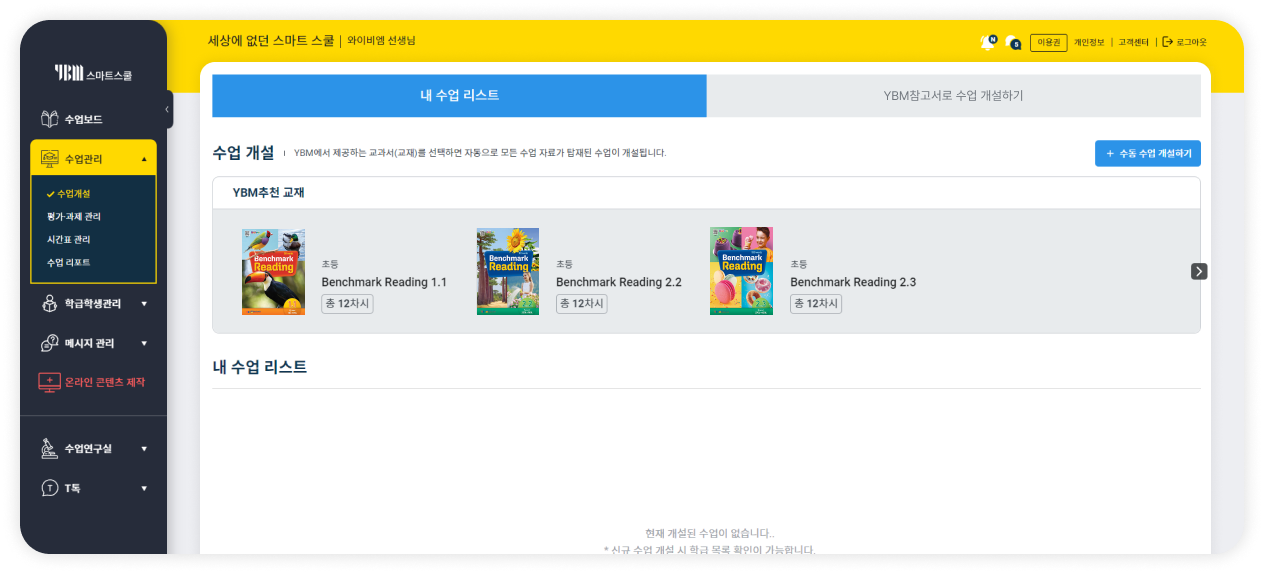 세상에 없던 스마트 스쿨 | 와이비엠 선생님
N
5
이용권
개인정보 | 고객센터 | 로그아웃
YBM 스마트스쿨
수업보드
수업관리
수업개설
평가·과제 관리
시간표 관리
수업 리포트
학급학생관리
메시지 관리
온라인 콘텐츠 제작
수업연구실
T톡
내 수업 리스트
YBM참고서로 수업 개설하기
수업 개설
YBM에서 제공하는 교과서(교재)를 선택하면 자동으로 모든 수업 자료가 탑재된 수업이 개설됩니다.
+ 수동 수업 개설하기
YBM추천 교재
Benchmark
Reading
초등
Benchmark Reading 1.1
총 12차시
Benchmark
Reading
초등
Benchmark Reading 2.2
총 12차시
Benchmark
Reading
초등
Benchmark Reading 2.3
총 12차시
내 수업 리스트
현재 개설된 수업이 없습니다..
* 신규 수업 개설 시 학급 목록 확인이 가능합니다.